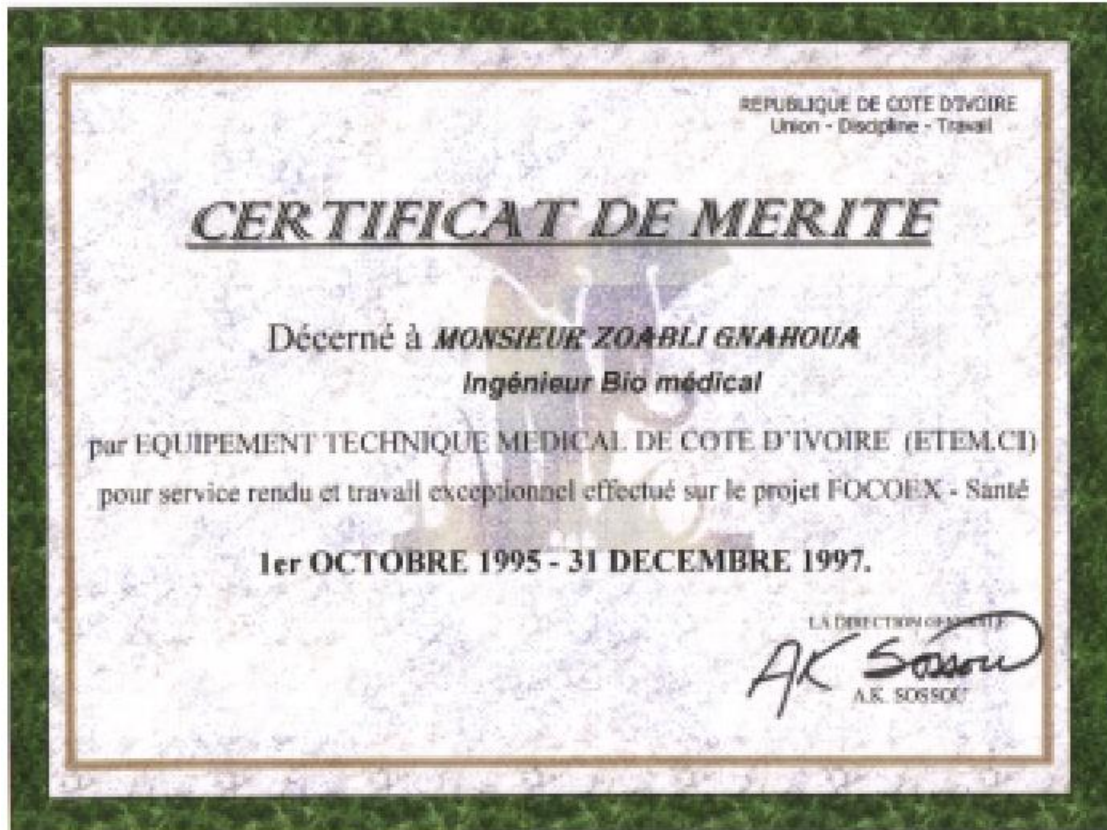 REPUBLIQUE DE COTE D'IVOIRE
Union - Discipline - Travail
CERTIFICAT DE MERITE
Décerné à MONSIEUR ZOABLI GNAHOUA
Ingénieur Bio médical
par EQUIPEMENT TECHNIQUE MEDICAL DE COTE D'IVOIRE (ETEM.CI)
pour service rendu et travail exceptionnel effectué sur le projet FOCOEX - Santé
1er OCTOBRE 1995 - 31 DECEMBRE 1997.
LA DIRECTION GENERALE
AK Sossou
A.K. SOSSOU